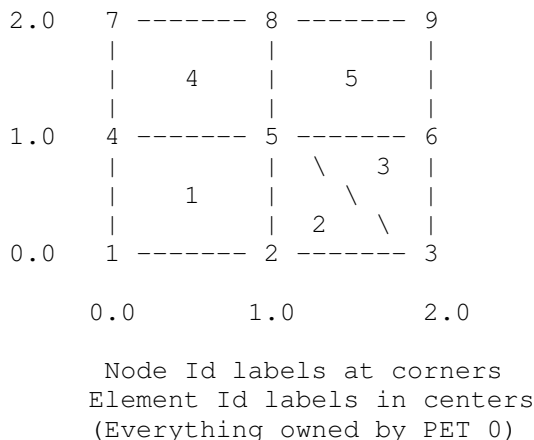 2.0   7 ------- 8 ------- 9
      |         |         |
      |    4    |    5    |
      |         |         |
1.0   4 ------- 5 ------- 6
      |         |  \   3  |
      |    1    |    \    |
      |         |  2   \  |
0.0   1 ------- 2 ------- 3
     0.0       1.0       2.0
Node Id labels at corners
Element Id labels in centers
(Everything owned by PET 0)